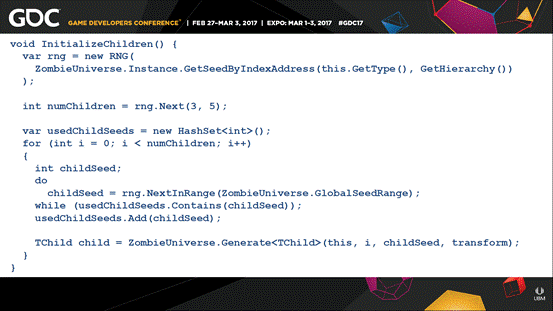 GDC GAME DEVELOPERS CONFERENCE® | FEB 27-MAR 3, 2017 | EXPO: MAR 1-3, 2017 #GDC17
void InitializeChildren() {
  var rng = new RNG(
    ZombieUniverse.Instance.GetSeedByIndexAddress(this.GetType(), GetHierarchy())
  );

  int numChildren = rng.Next(3, 5);

  var usedChildSeeds = new HashSet<int>();
  for (int i = 0; i < numChildren; i++)
  {
    int childSeed;
    do
      childSeed = rng.NextInRange(ZombieUniverse.GlobalSeedRange);
    while (usedChildSeeds.Contains(childSeed));
    usedChildSeeds.Add(childSeed);

    TChild child = ZombieUniverse.Generate<TChild>(this, i, childSeed, transform);
  }
}
UBM